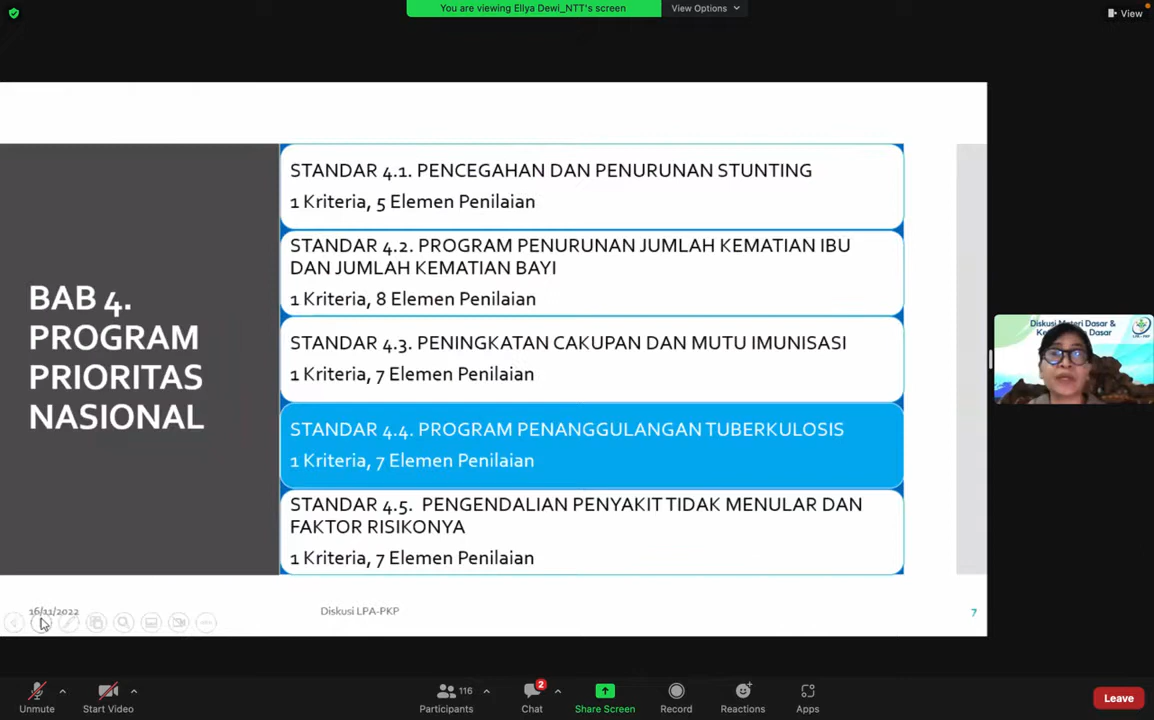 You are viewing Ellya Dewi_NTT's screen
View Options
View
STANDAR 4.1. PENCEGAHAN DAN PENURUNAN STUNTING
1 Kriteria, 5 Elemen Penilaian
STANDAR 4.2. PROGRAM PENURUNAN JUMLAH KEMATIAN IBU
DAN JUMLAH KEMATIAN BAYI
1 Kriteria, 8 Elemen Penilaian
BAB 4.
PROGRAM
PRIORITAS
NASIONAL
STANDAR 4.3. PENINGKATAN CAKUPAN DAN MUTU IMUNISASI
1 Kriteria, 7 Elemen Penilaian
STANDAR 4.4. PROGRAM PENANGGULANGAN TUBERKULOSIS
1 Kriteria, 7 Elemen Penilaian
STANDAR 4.5. PENGENDALIAN PENYAKIT TIDAK MENULAR DAN
FAKTOR RISIKONYA
1 Kriteria, 7 Elemen Penilaian
Diskusi Materi Dasar &
Dasar
16/11/2022
Diskusi LPA-PKP
7
Unmute
Start Video
116
Participants
2
Chat
Share Screen
Record
Reactions
Apps
Leave